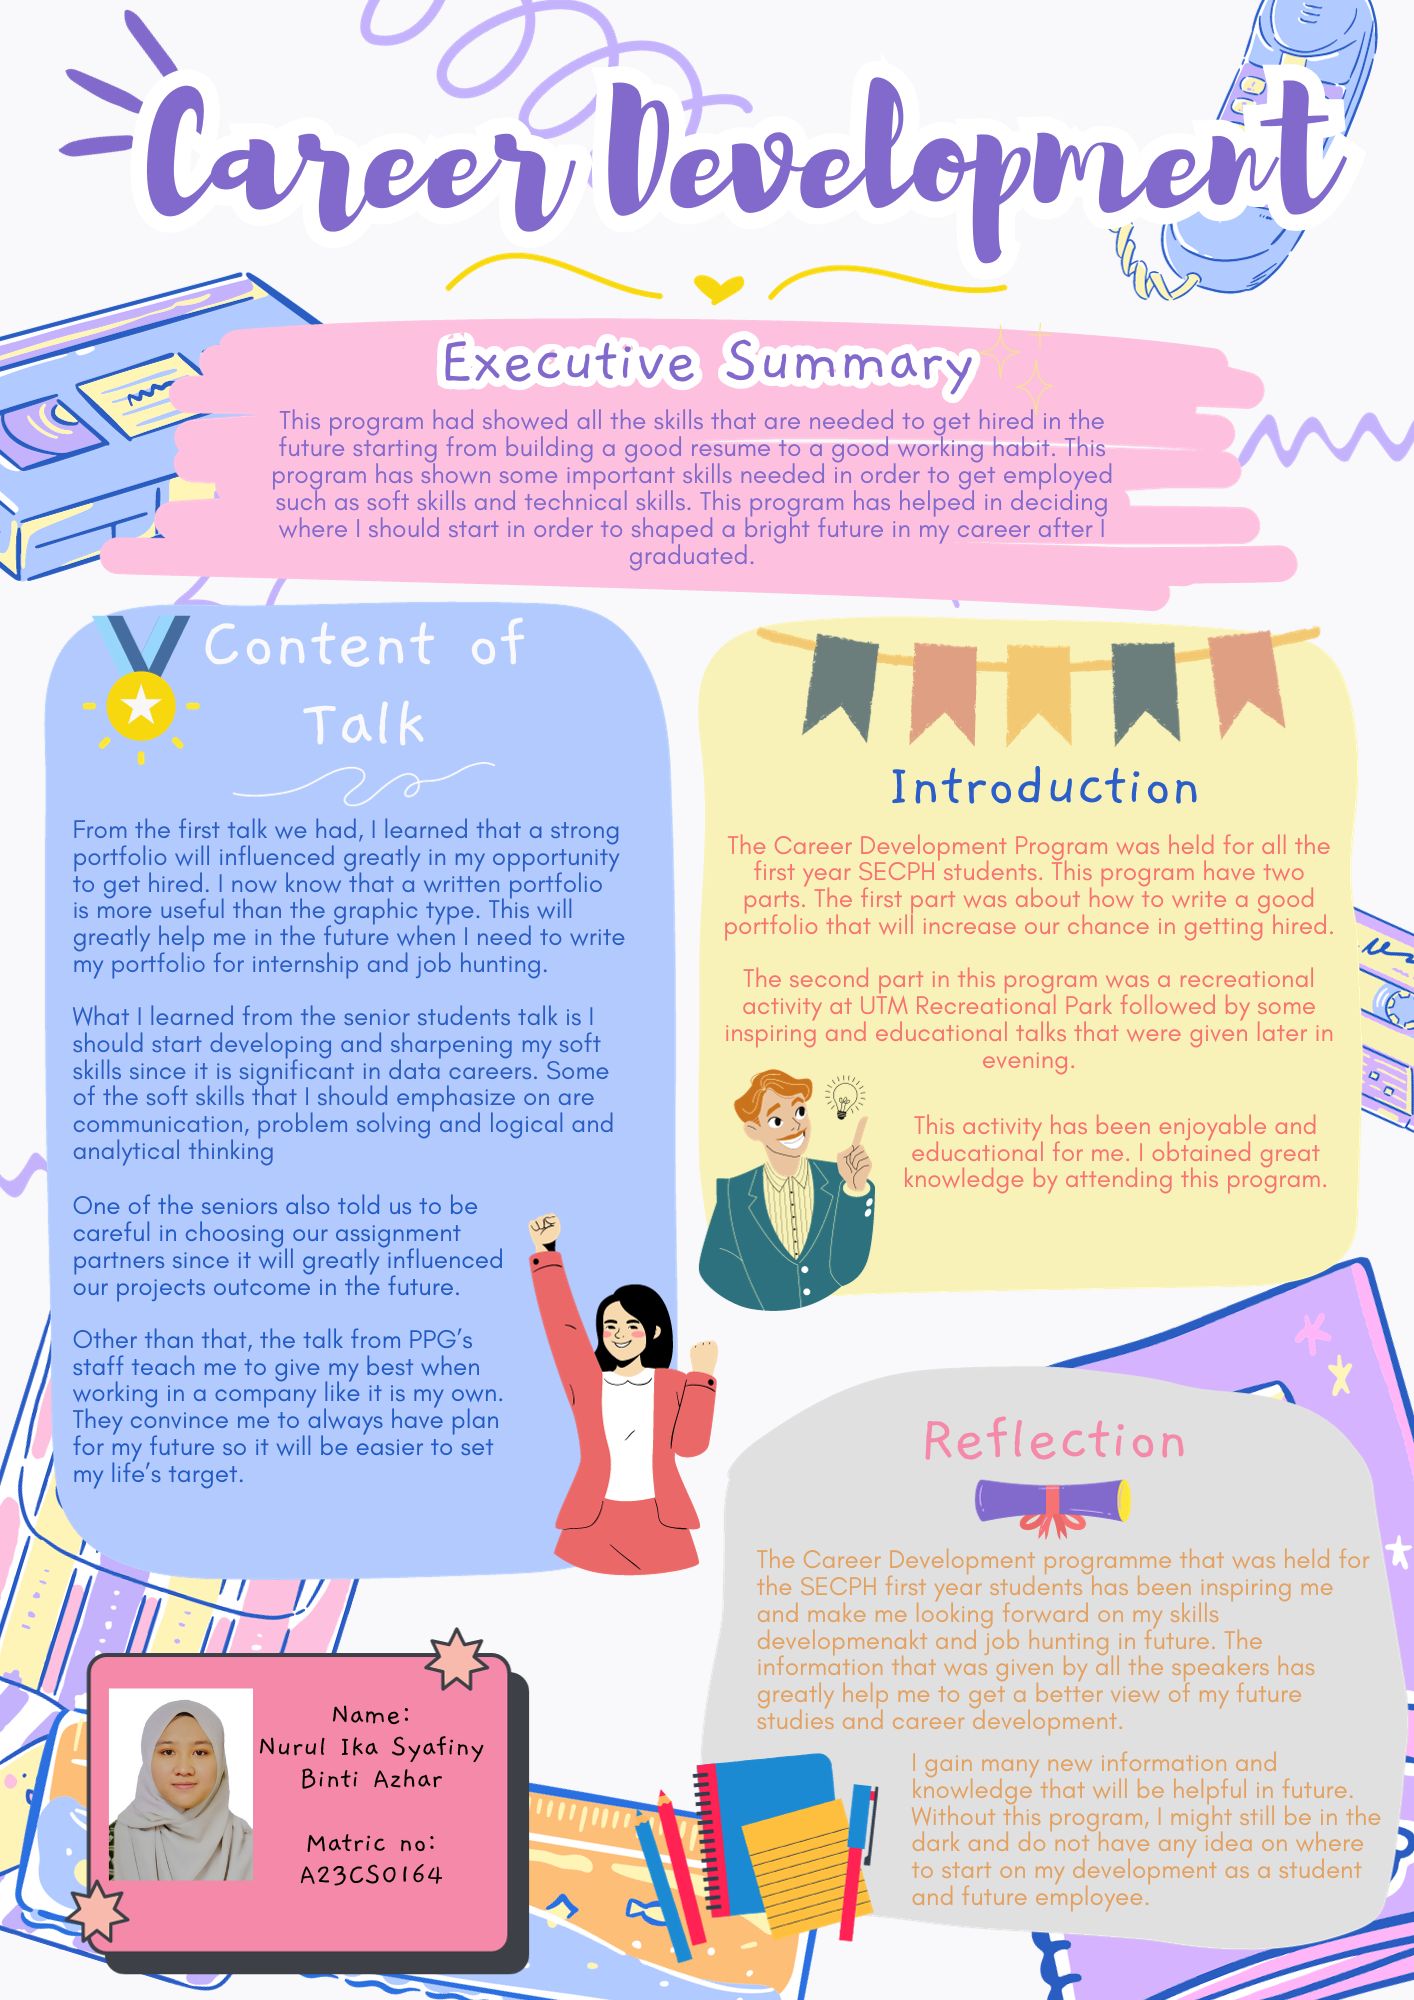 Career Development
Executive Summary
This program had showed all the skills that are needed to get hired in the
future starting from building a good resume to a good working habit. This
program has shown some important skills needed in order to get employed
such as soft skills and technical skills. This program has helped in deciding
where I should start in order to shaped a bright future in my career after I
graduated.
Content of
Talk
From the first talk we had, I learned that a strong
portfolio will influenced greatly in my opportunity
to get hired. I now know that a written portfolio
is more useful than the graphic type. This will
greatly help me in the future when I need to write
my portfolio for internship and job hunting.
What I learned from the senior students talk is I
should start developing and sharpening my soft
skills since it is significant in data careers. Some
of the soft skills that I should emphasize on are
communication, problem solving and logical and
analytical thinking
One of the seniors also told us to be
careful in choosing our assignment
partners since it will greatly influenced
our projects outcome in the future.
Other than that, the talk from PPG's
staff teach me to give my best when
working in a company like it is my own.
They convince me to always have plan
for my future so it will be easier to set
my life's target.
Introduction
The Career Development Program was held for all the
first year SECPH students. This program have two
parts. The first part was about how to write a good
portfolio that will increase our chance in getting hired.
The second part in this program was a recreational
activity at UTM Recreational Park followed by some
inspiring and educational talks that were given later in
evening.
This activity has been enjoyable and
educational for me. I obtained great
knowledge by attending this program.
Reflection
The Career Development programme that was held for
the SECPH first year students has been inspiring me
and make me looking forward on my skills
developmenakt and job hunting in future. The
information that was given by all the speakers has
greatly help me to get a better view of my future
studies and career development.
I gain many new information and
knowledge that will be helpful in future.
Without this program, I might still be in the
dark and do not have any idea on where
to start on my development as a student
and future employee.
Name:
Nurul Ika Syafiny
Binti Azhar
Matric no:
A23CS0164